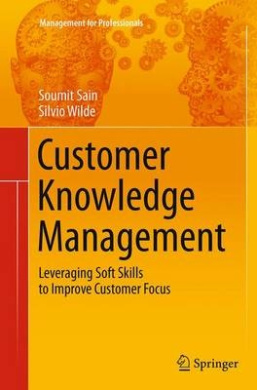 Management for Professionals
Soumit Sain
Silvio Wilde
Customer
Knowledge
Management
Leveraging Soft Skills
to Improve Customer Focus
Springer